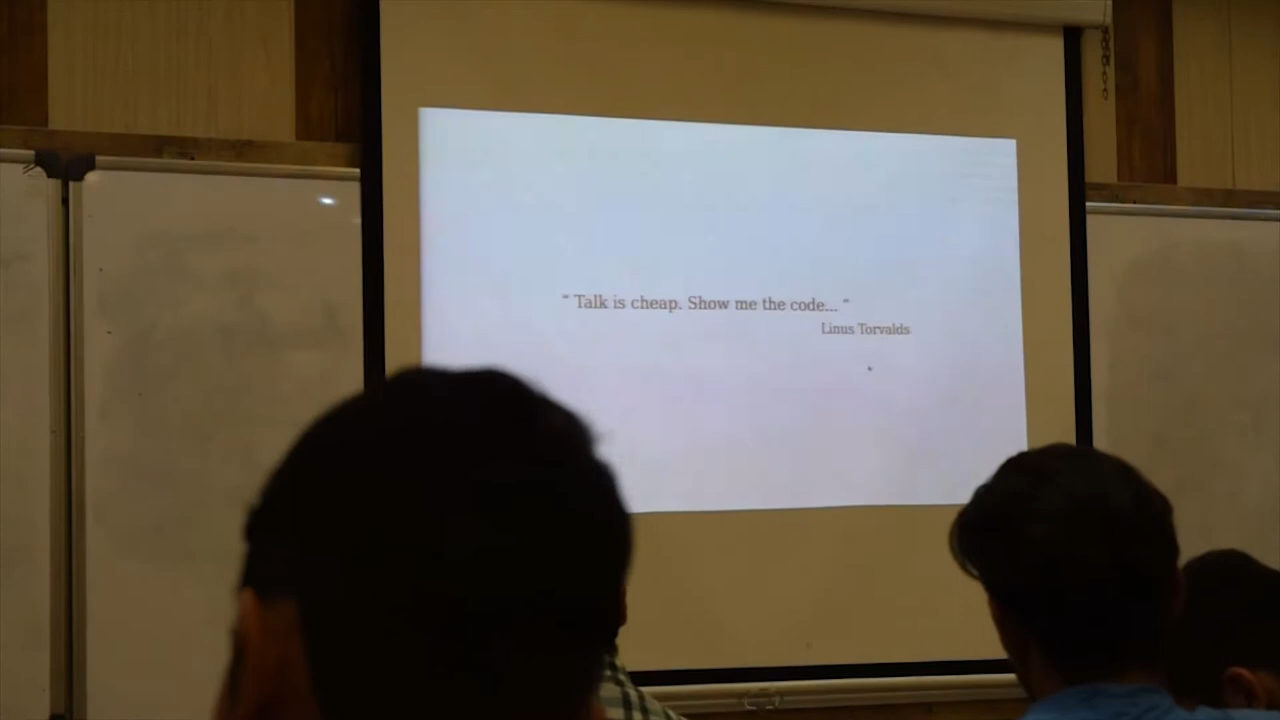 “ Talk is cheap. Show me the code... “
Linus Torvalds